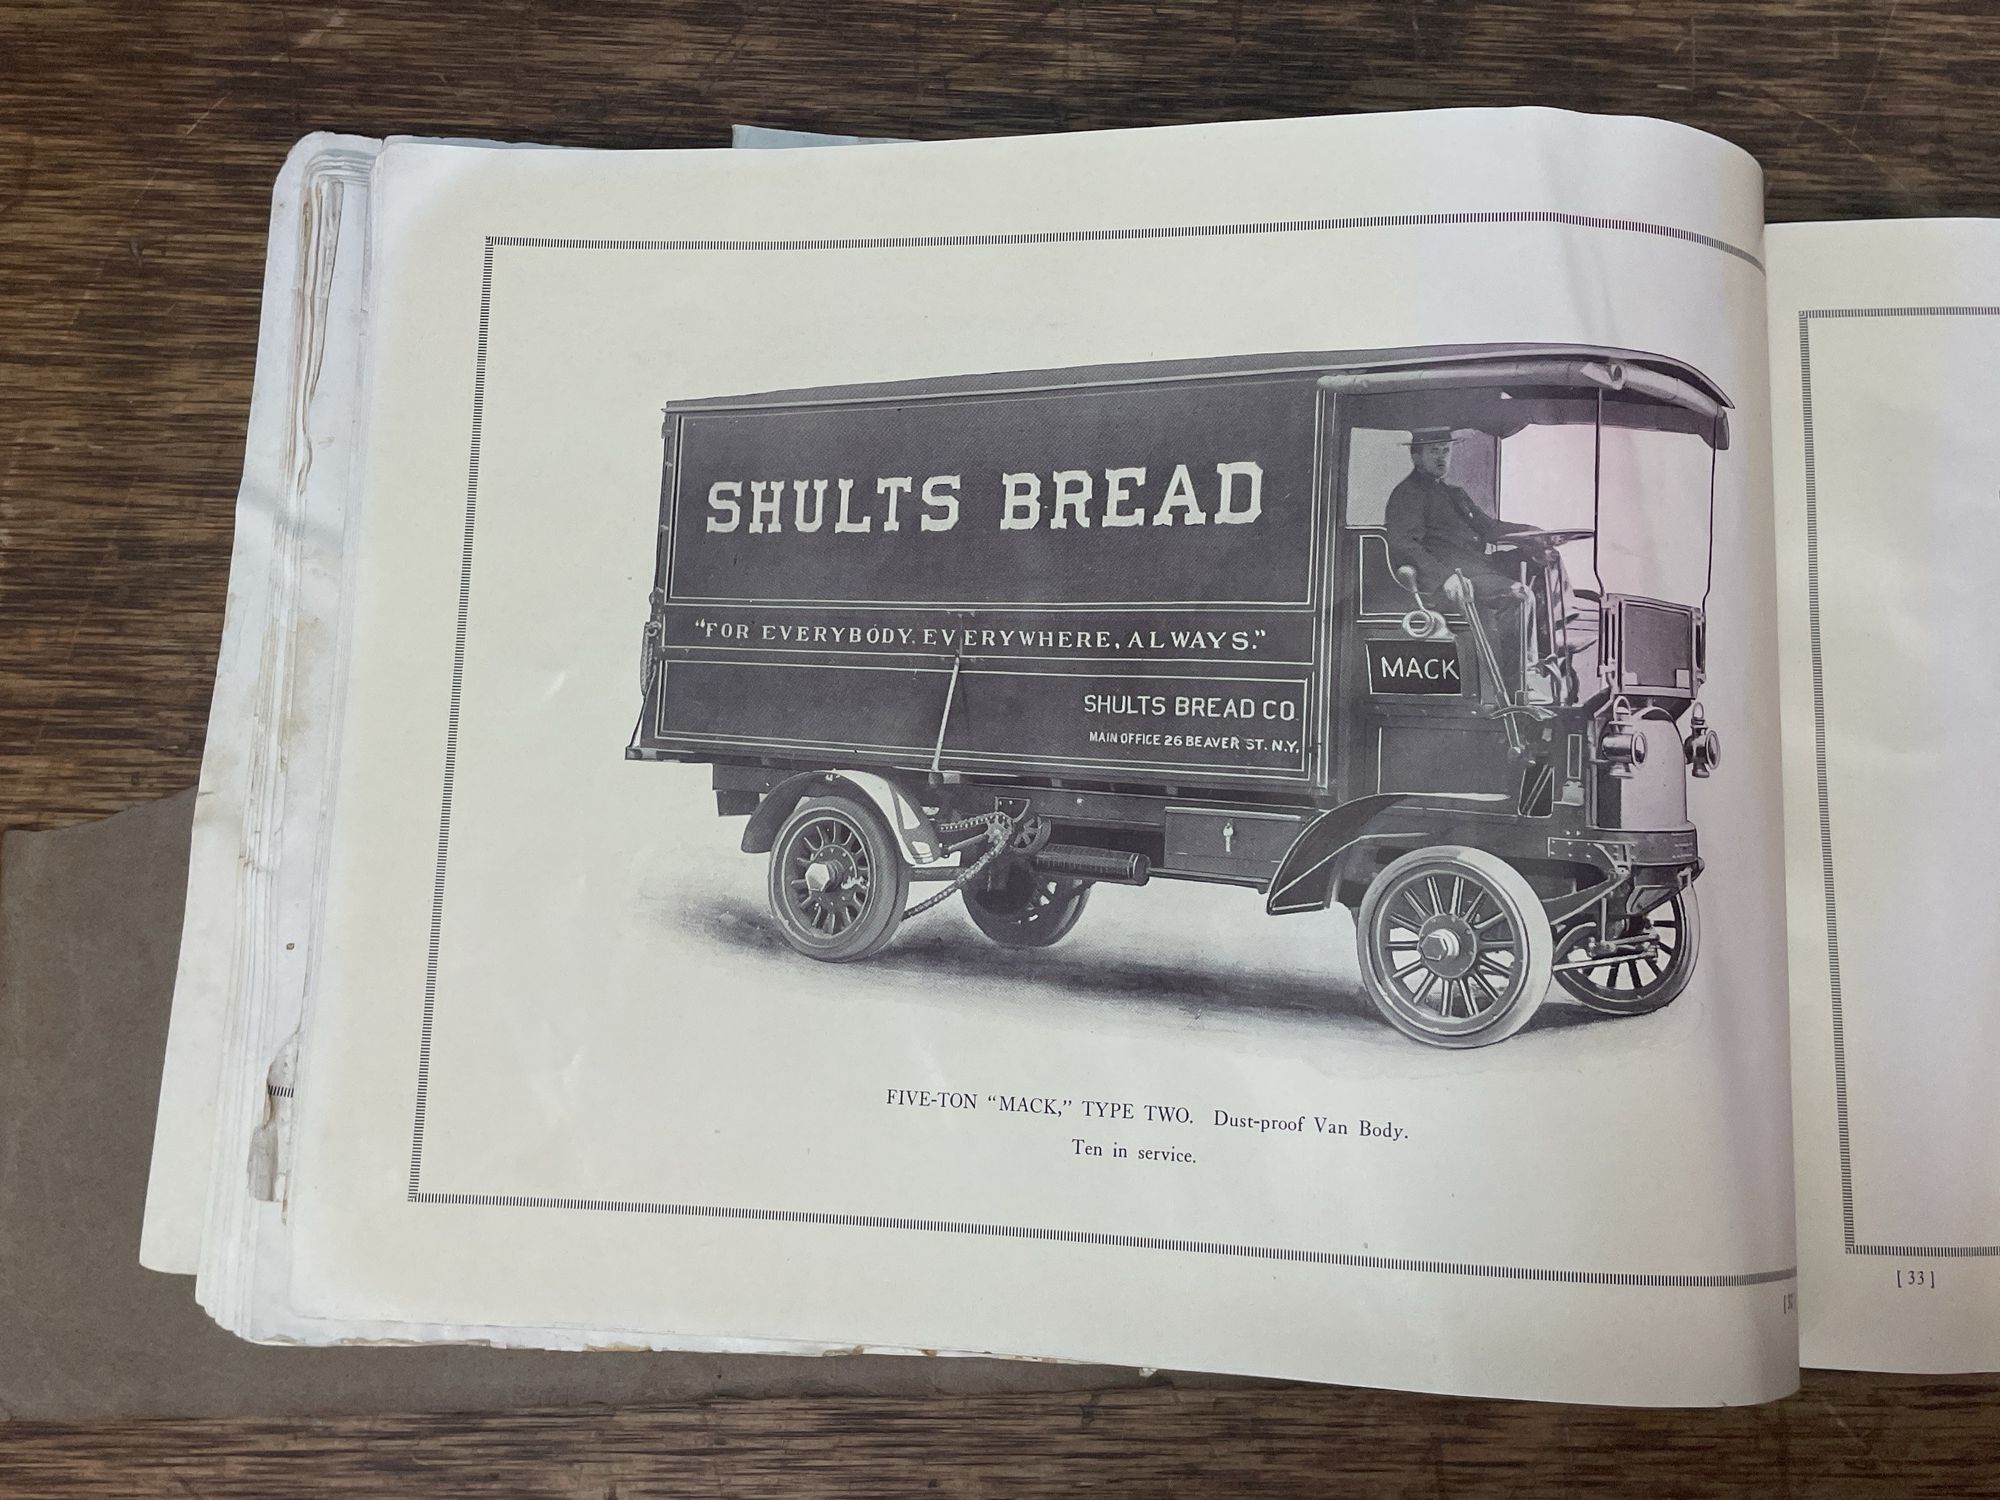 SHULTS BREAD
"FOR EVERYBODY, EVERYWHERE, ALWAYS."
MACK
SHULTS BREAD CO.
MAIN OFFICE 26 BEAVER ST. N.Y.
FIVE-TON "MACK," TYPE TWO. Dust-proof Van Body.
Ten in service.
[ 33 ]